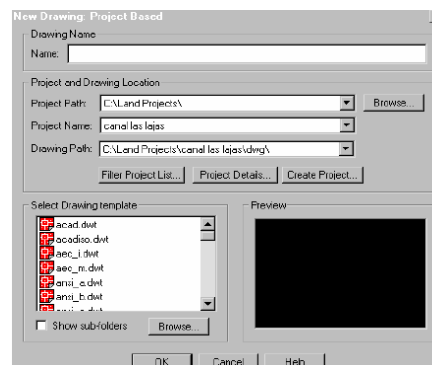 New Drawing: Project Based
Drawing Name
Name:
Project and Drawing Location
Project Path: C:\Land Projects\ Browse...
Project Name: canal las lajas
Drawing Path: C:\Land Projects\canal las lajas\dwg\
Filter Project List... Project Details... Create Project...
Select Drawing template Preview
acad.dwt
acadiso.dwt
aec_i.dwt
aec_m.dwt
ansi_a.dwt
ansi_b.dwt
Show sub-folders Browse...
OK Cancel Help